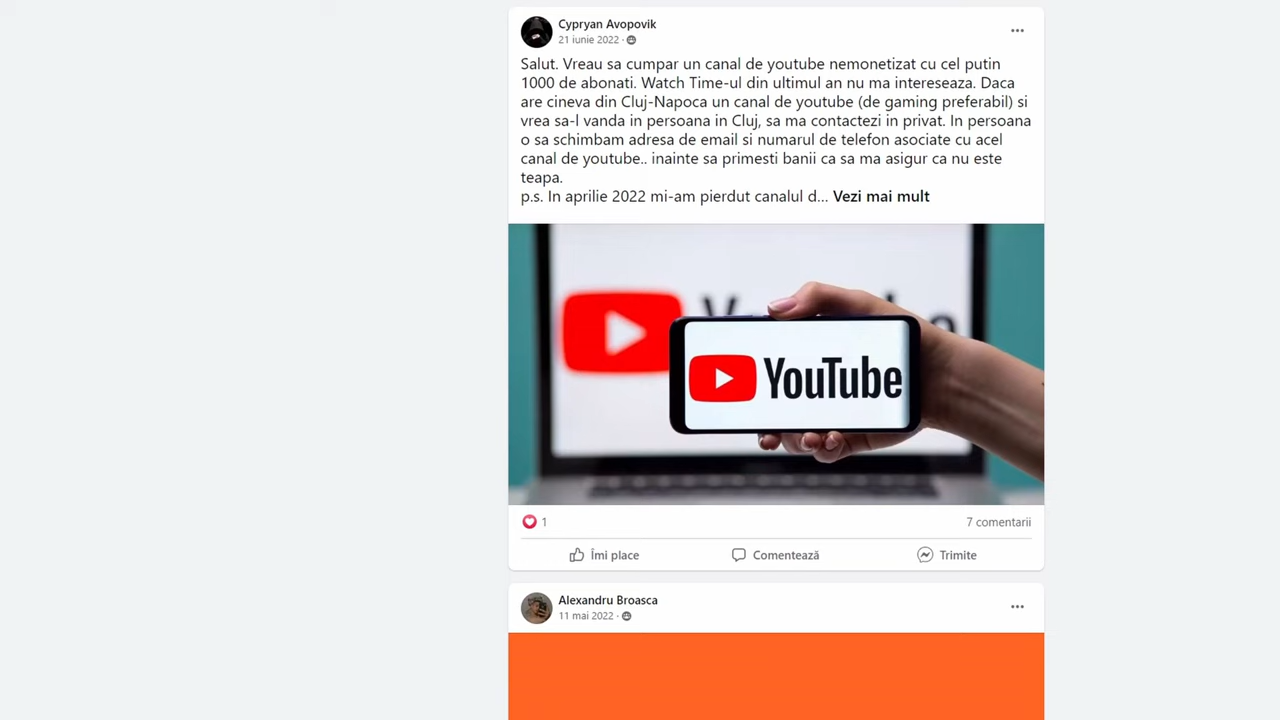 Cypryan Avopovik
21 iunie 2022 ·
Salut. Vreau sa cumpar un canal de youtube nemonetizat cu cel putin
1000 de abonati. Watch Time-ul din ultimul an nu ma intereseaza. Daca
are cineva din Cluj-Napoca un canal de youtube (de gaming preferabil) si
vrea sa-l vanda in persoana in Cluj, sa ma contactezi in privat. In persoana
o sa schimbam adresa de email si numarul de telefon asociate cu acel
canal de youtube.. inainte sa primesti banii ca sa ma asigur ca nu este
teapa.
p.s. In aprilie 2022 mi-am pierdut canalul d... Vezi mai mult
YouTube
1
7 comentarii
Îmi place
Comentează
Trimite
Alexandru Broasca
11 mai 2022 ·